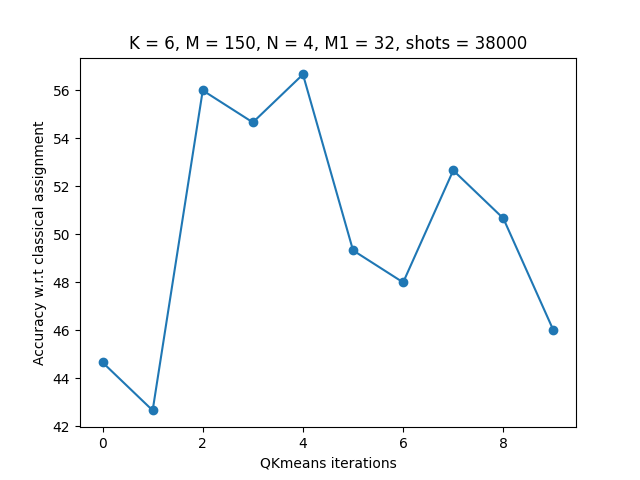 K = 6, M = 150, N = 4, M1 = 32, shots = 38000
Accuracy w.r.t classical assignment
56
54
52
50
48
46
44
42
0 2 4 6 8
QKmeans iterations